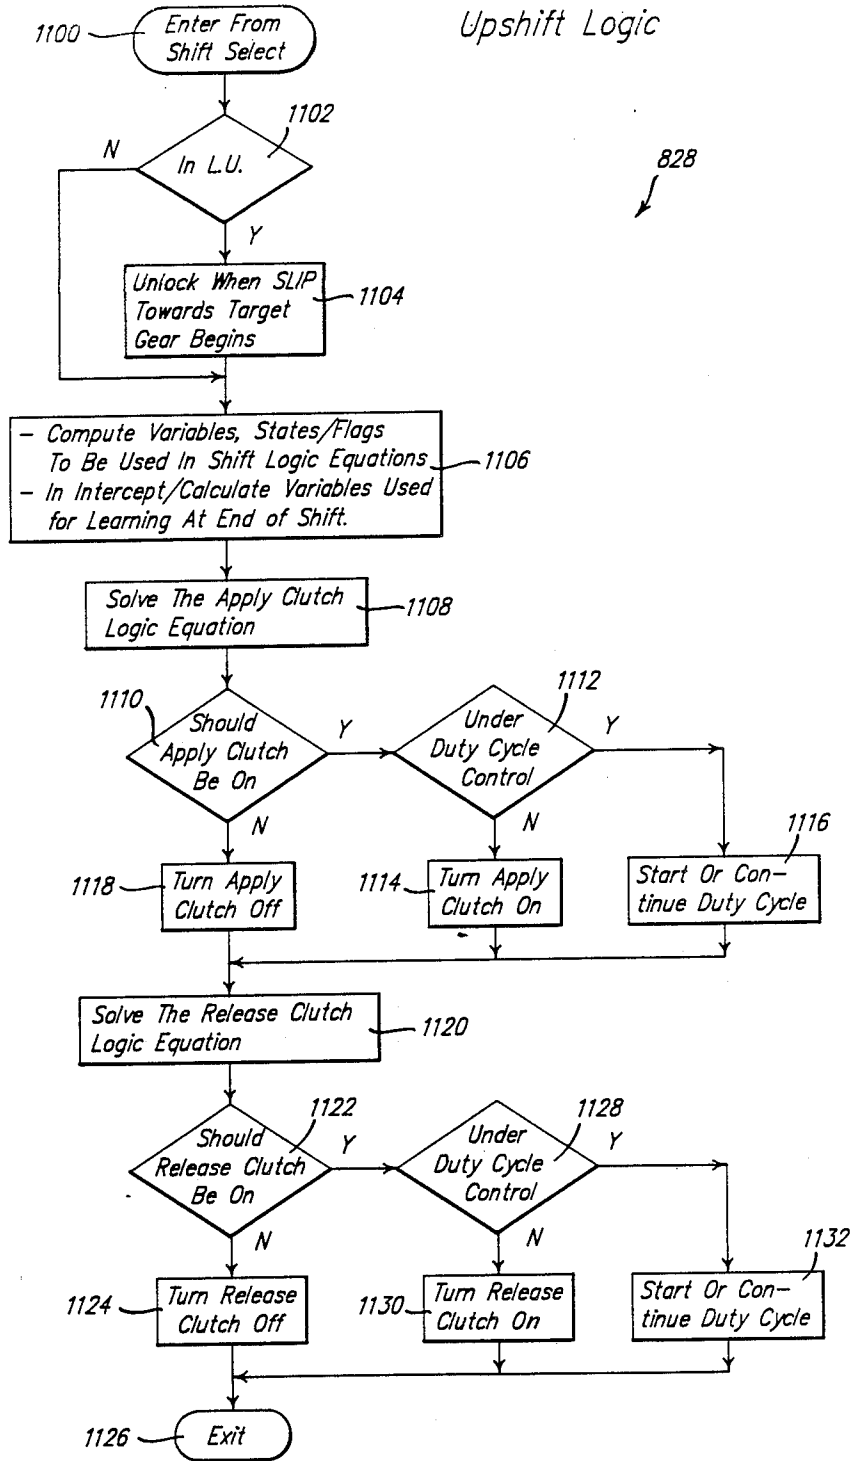 Upshift Logic
1100
Enter From
Shift Select
1102
N
In L.U.
828
Y
Unlock When SLIP
Towards Target
Gear Begins
1104
- Compute Variables, States/Flags
To Be Used In Shift Logic Equations
- In Intercept/Calculate Variables Used
for Learning At End of Shift.
1106
Solve The Apply Clutch
Logic Equation
1108
1110
Should
Apply Clutch
Be On
Y
1112
Under
Duty Cycle
Control
Y
N
N
1116
1118
Turn Apply
Clutch Off
1114
Turn Apply
Clutch On
Start Or Con-
tinue Duty Cycle
Solve The Release Clutch
Logic Equation
1120
1122
Should
Release Clutch
Be On
Y
1128
Under
Duty Cycle
Control
Y
N
N
1132
1124
Turn Release
Clutch Off
1130
Turn Release
Clutch On
Start Or Con-
tinue Duty Cycle
1126
Exit